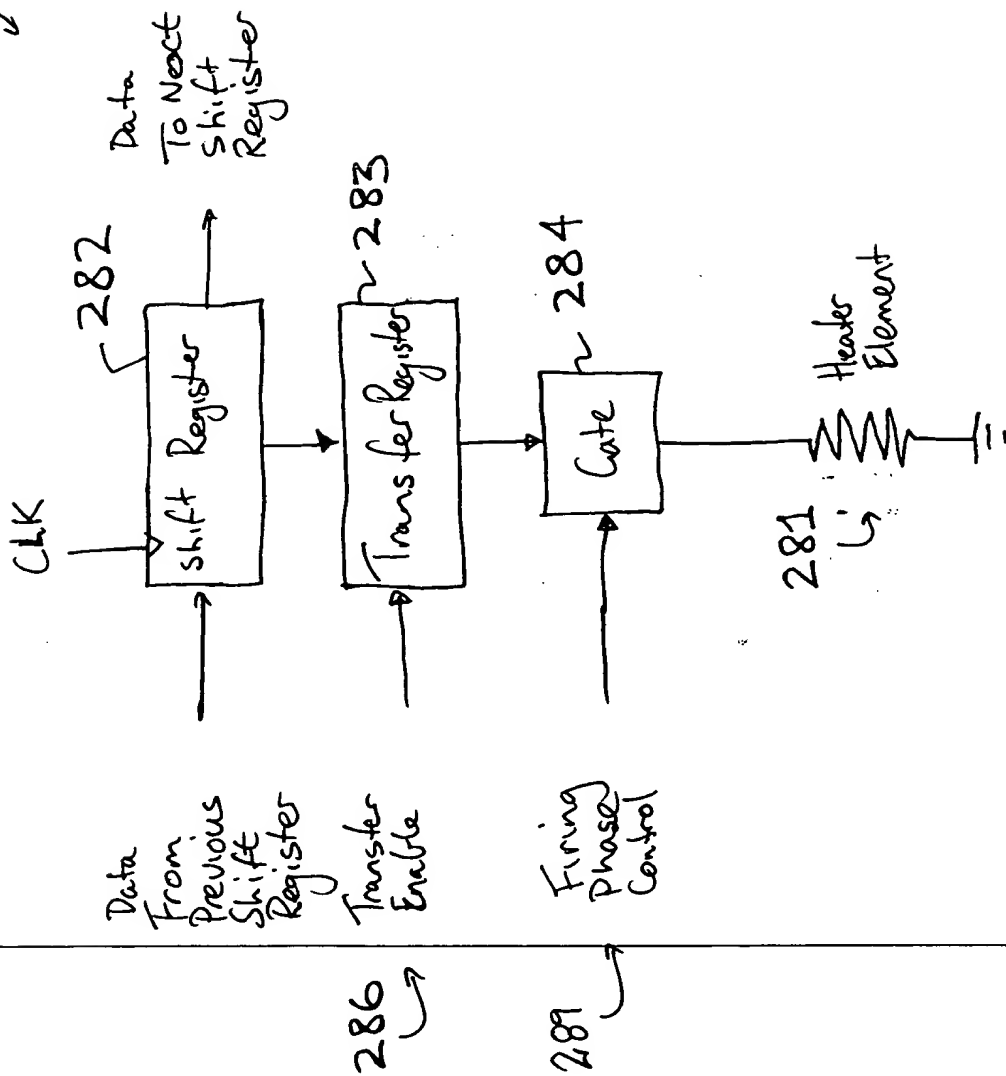 CLK
282
Data
To Next
Shift
Register
Shift Register
Data
From
Previous
Shift
Register
283
Transfer Register
286
Transfer
Enable
284
Gate
289
Firing
Phase
Control
281
Heater
Element